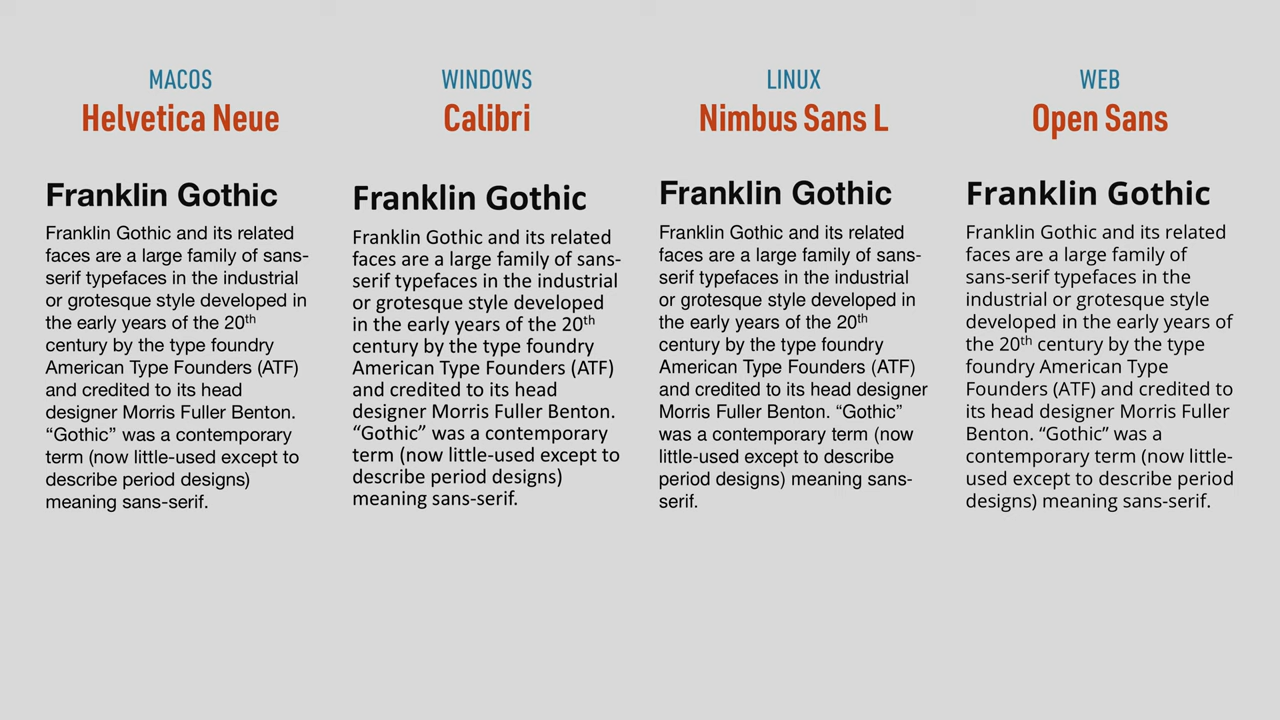 MACOS
Helvetica Neue
Franklin Gothic
Franklin Gothic and its related
faces are a large family of sans-
serif typefaces in the industrial
or grotesque style developed in
the early years of the 20th
century by the type foundry
American Type Founders (ATF)
and credited to its head
designer Morris Fuller Benton.
“Gothic” was a contemporary
term (now little-used except to
describe period designs)
meaning sans-serif.
WINDOWS
Calibri
Franklin Gothic
Franklin Gothic and its related
faces are a large family of sans-
serif typefaces in the industrial
or grotesque style developed
in the early years of the 20th
century by the type foundry
American Type Founders (ATF)
and credited to its head
designer Morris Fuller Benton.
“Gothic” was a contemporary
term (now little-used except to
describe period designs)
meaning sans-serif.
LINUX
Nimbus Sans L
Franklin Gothic
Franklin Gothic and its related
faces are a large family of sans-
serif typefaces in the industrial
or grotesque style developed in
the early years of the 20th
century by the type foundry
American Type Founders (ATF)
and credited to its head designer
Morris Fuller Benton. “Gothic”
was a contemporary term (now
little-used except to describe
period designs) meaning sans-
serif.
WEB
Open Sans
Franklin Gothic
Franklin Gothic and its related
faces are a large family of
sans-serif typefaces in the
industrial or grotesque style
developed in the early years of
the 20th century by the type
foundry American Type
Founders (ATF) and credited to
its head designer Morris Fuller
Benton. “Gothic” was a
contemporary term (now little-
used except to describe period
designs) meaning sans-serif.